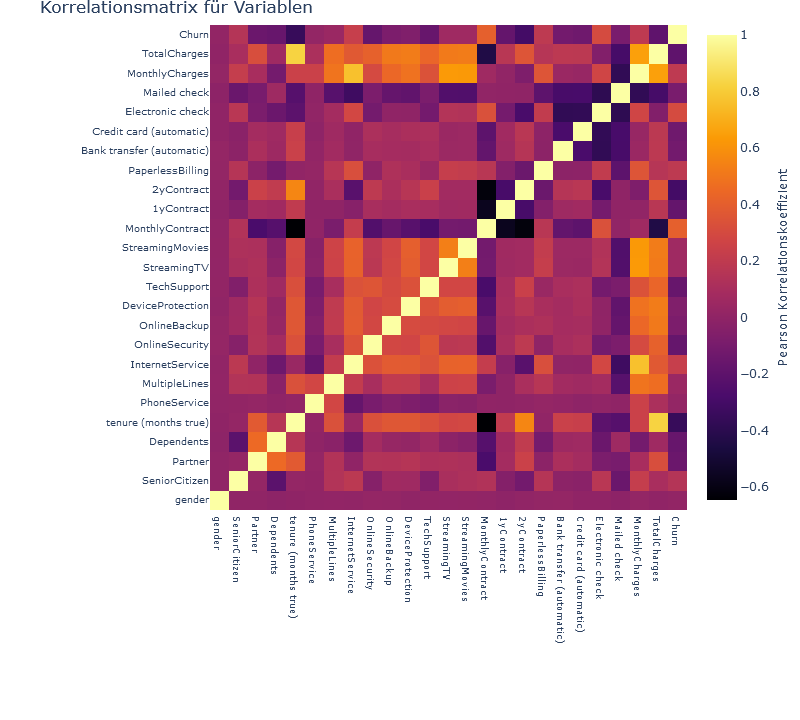 Korrelationsmatrix für Variablen
Churn
TotalCharges
MonthlyCharges
Mailed check
Electronic check
Credit card (automatic)
Bank transfer (automatic)
PaperlessBilling
2yContract
1yContract
MonthlyContract
StreamingMovies
StreamingTV
TechSupport
DeviceProtection
OnlineBackup
OnlineSecurity
InternetService
MultipleLines
PhoneService
tenure (months true)
Dependents
Partner
SeniorCitizen
gender
gender
SeniorCitizen
Partner
Dependents
tenure (months true)
PhoneService
MultipleLines
InternetService
OnlineSecurity
OnlineBackup
DeviceProtection
TechSupport
StreamingTV
StreamingMovies
MonthlyContract
1yContract
2yContract
PaperlessBilling
Bank transfer (automatic)
Credit card (automatic)
Electronic check
Mailed check
MonthlyCharges
TotalCharges
Churn
1
0.8
0.6
0.4
0.2
0
−0.2
−0.4
−0.6
Pearson Korrelationskoeffizient